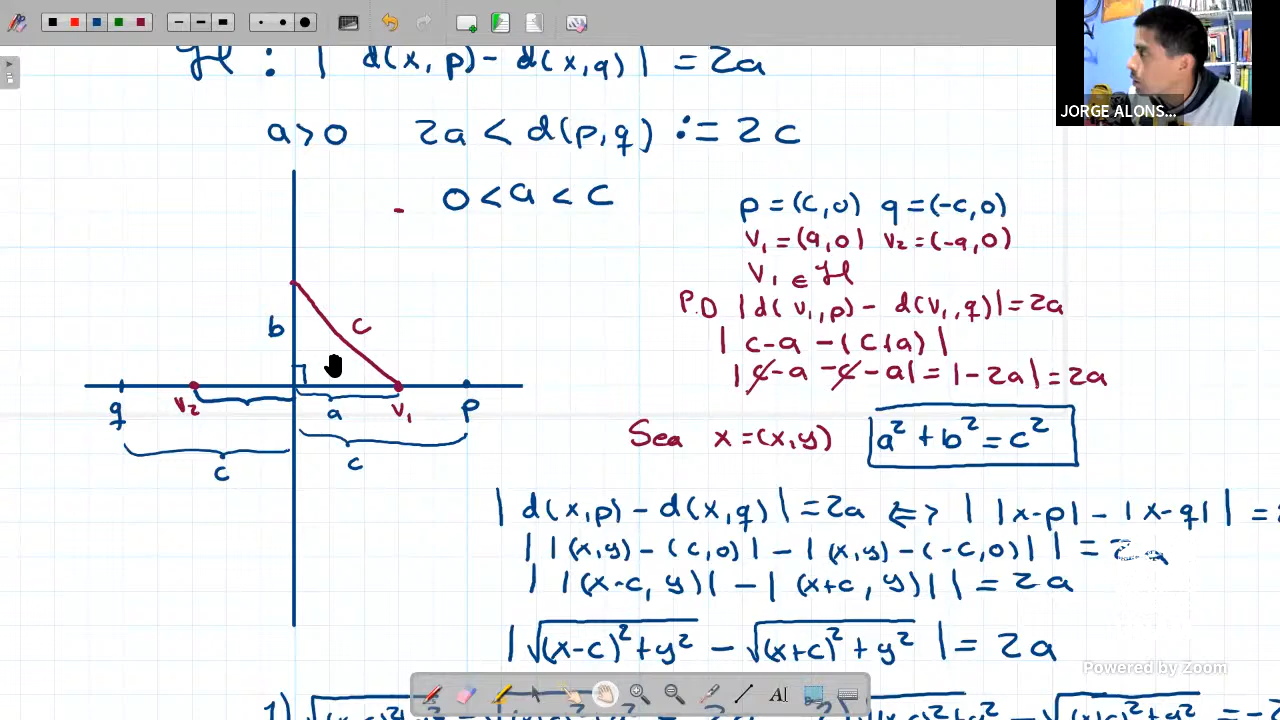 H : | d(x,p) - d(x,q) | = 2a
JORGE ALONS...
a>0 2a < d(p,q) := 2c
0 < a < c
p = (c,0) q = (-c,0)
v₁ = (a,0) v₂ = (-a,0)
v₁ ∈ H
P.D |d(v₁,p) - d(v₁,q)| = 2a
| c-a - (c+a) |
| c-a - c - a| = |-2a| = 2a
b c
q v₂ a v₁ p
c c
Sea x = (x,y) a² + b² = c²
| d(x,p) - d(x,q) | = 2a ⇔ | |x-p| - |x-q| | =
| |(x,y) - (c,0)| - |(x,y) - (-c,0)| | = 2a
| |(x-c, y)| - | (x+c, y)| | = 2a
|√(x-c)² + y² - √(x+c)² + y² | = 2a
Powered by Zoom
AI
1)